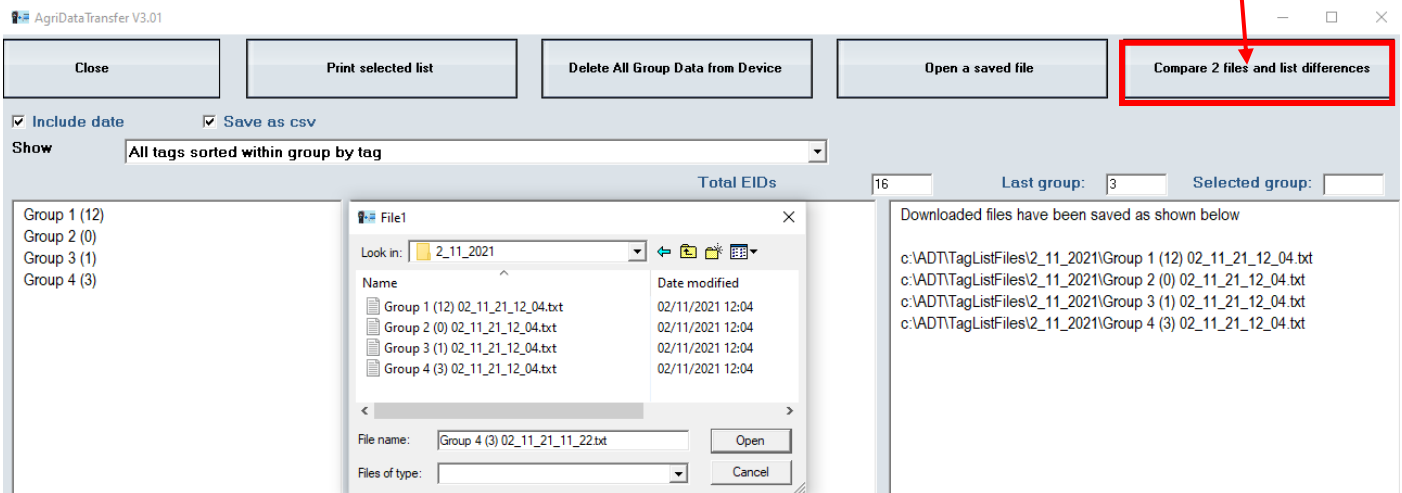 AgriDataTransfer V3.01
Close
Print selected list
Delete All Group Data from Device
Open a saved file
Compare 2 files and list differences
Include date
Save as csv
Show
All tags sorted within group by tag
Total EIDs
16
Last group:
3
Selected group:
Group 1 (12)
Group 2 (0)
Group 3 (1)
Group 4 (3)
File1
Look in:
2_11_2021
Name
Date modified
Group 1 (12) 02_11_21_12_04.txt
02/11/2021 12:04
Group 2 (0) 02_11_21_12_04.txt
02/11/2021 12:04
Group 3 (1) 02_11_21_12_04.txt
02/11/2021 12:04
Group 4 (3) 02_11_21_12_04.txt
02/11/2021 12:04
File name:
Group 4 (3) 02_11_21_11_22.txt
Open
Files of type:
Cancel
Downloaded files have been saved as shown below
c:\ADT\TagListFiles\2_11_2021\Group 1 (12) 02_11_21_12_04.txt
c:\ADT\TagListFiles\2_11_2021\Group 2 (0) 02_11_21_12_04.txt
c:\ADT\TagListFiles\2_11_2021\Group 3 (1) 02_11_21_12_04.txt
c:\ADT\TagListFiles\2_11_2021\Group 4 (3) 02_11_21_12_04.txt